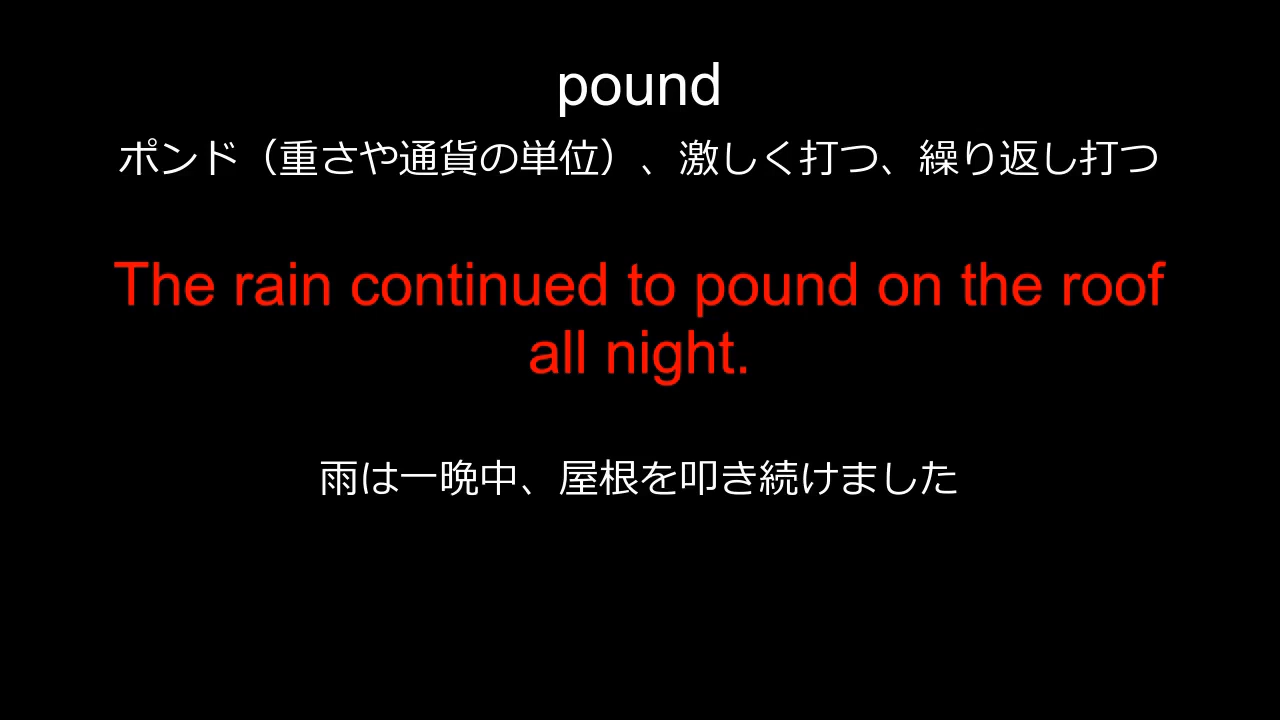 pound
ポンド（重さや通貨の単位）、激しく打つ、繰り返し打つ
The rain continued to pound on the roof
all night.
雨は一晩中、屋根を叩き続けました